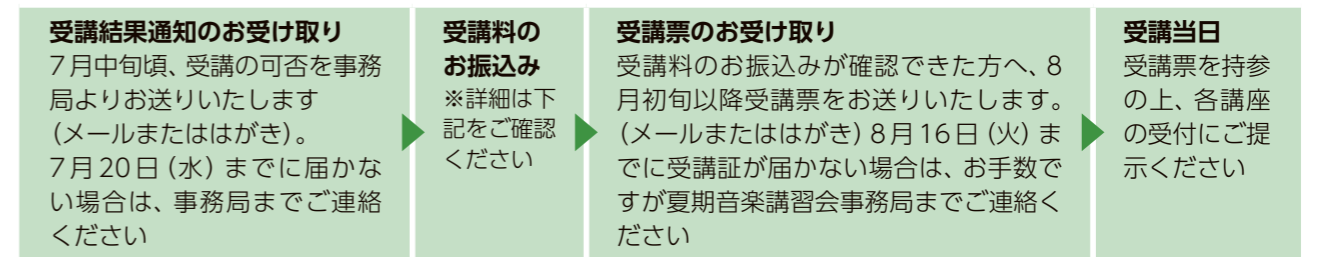 受講結果通知のお受け取り
7月中旬頃、受講の可否を事務
局よりお送りいたします
(メールまたははがき)。
7月20日(水)までに届かな
い場合は、事務局までご連絡
ください
受講料の
お振込み
※詳細は下
記をご確認
ください
受講票のお受け取り
受講料のお振込みが確認できた方へ、8
月初旬以降受講票をお送りいたします。
(メールまたははがき)8月16日(火)ま
でに受講証が届かない場合は、お手数で
すが夏期音楽講習会事務局までご連絡く
ださい
受講当日
受講票を持参
の上、各講座
の受付にご提
示ください